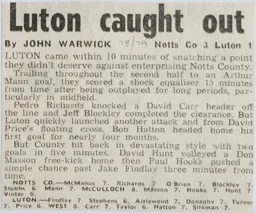 Luton caught out
By JOHN WARWICK 78/79 Notts Co 3 Luton 1
LUTON came within 10 minutes of snatching a point
they didn't deserve against enterprising Notts County.
Trailing throughout the second half to an Arthur
Mann goal, they scored a shock equaliser 15 minutes
from time after being outplayed for long periods, par-
ticularly in midfield.
Pedro Richards knocked a David Carr header off
the line and Jeff Blockley completed the clearance. But
Luton quickly launched another attack and from David
Price's floating cross, Bob Hatton headed home his
first goal for nearly four months.
But County hit back in devastating style with two
goals in five minutes. David Hunt volleyed a Don
Masson free-kick home then Paul Hooks pushed a
simple chance past Jake Findlay three minutes from
time.
NOTTS CO.—McManus 7, Richards 7, O'Brien 7, Blockley 7,
Stubbs 6, Mann 7, McCULLOCH 8, Masson 7, Hooks 7, Hunt 7,
Vinter 6.
LUTON.—Findlay 7, Stephens 6, Aizlewood 7, Donaghy 7, Turner
7, Price 6, WEST 8, Carr 7, Taylor 6, Hatton 7, Silkman 7.